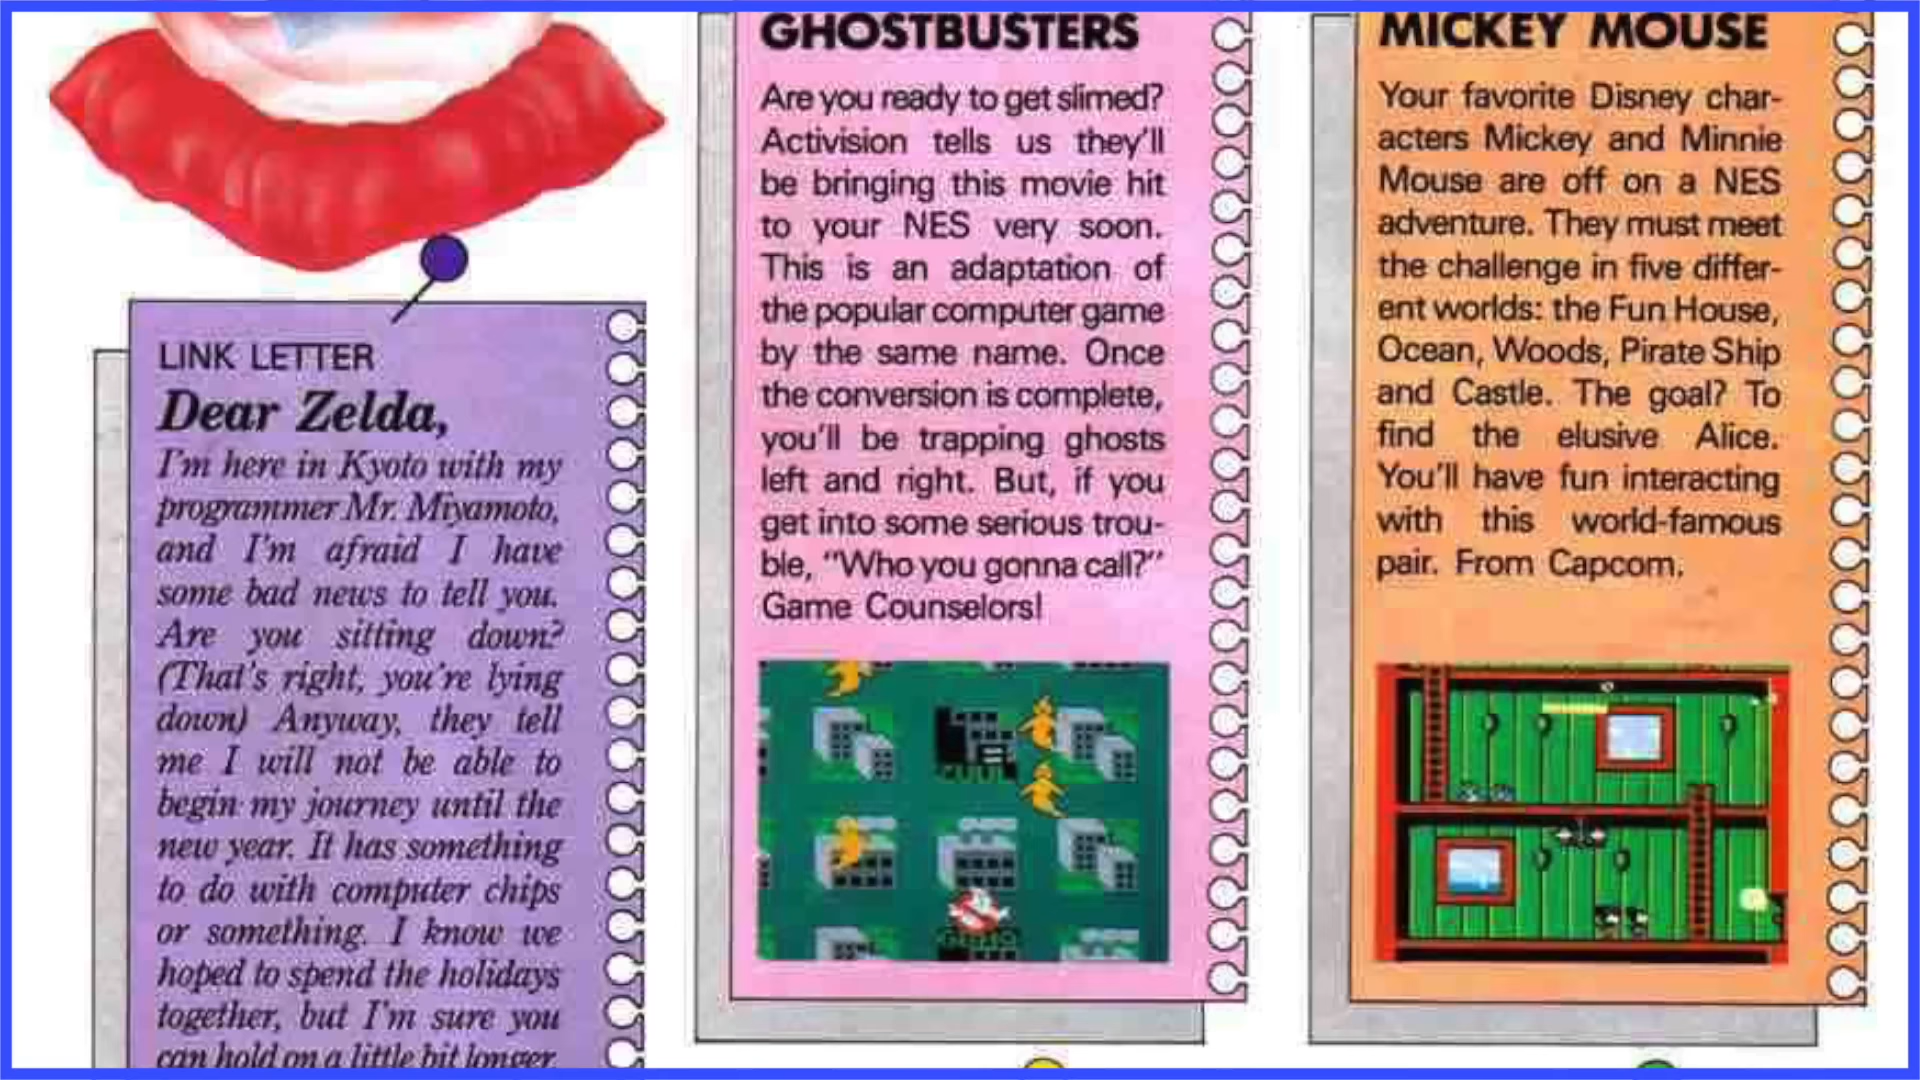 LINK LETTER
Dear Zelda,
I'm here in Kyoto with my
programmer Mr. Miyamoto,
and I'm afraid I have
some bad news to tell you.
Are you sitting down?
(That's right, you're lying
down) Anyway, they tell
me I will not be able to
begin my journey until the
new year. It has something
to do with computer chips
or something. I know we
hoped to spend the holidays
together, but I'm sure you
can hold on a little bit longer.
GHOSTBUSTERS
Are you ready to get slimed?
Activision tells us they'll
be bringing this movie hit
to your NES very soon.
This is an adaptation of
the popular computer game
by the same name. Once
the conversion is complete,
you'll be trapping ghosts
left and right. But, if you
get into some serious trou-
ble, "Who you gonna call?"
Game Counselors!
MICKEY MOUSE
Your favorite Disney char-
acters Mickey and Minnie
Mouse are off on a NES
adventure. They must meet
the challenge in five differ-
ent worlds: the Fun House,
Ocean, Woods, Pirate Ship
and Castle. The goal? To
find the elusive Alice.
You'll have fun interacting
with this world-famous
pair. From Capcom.